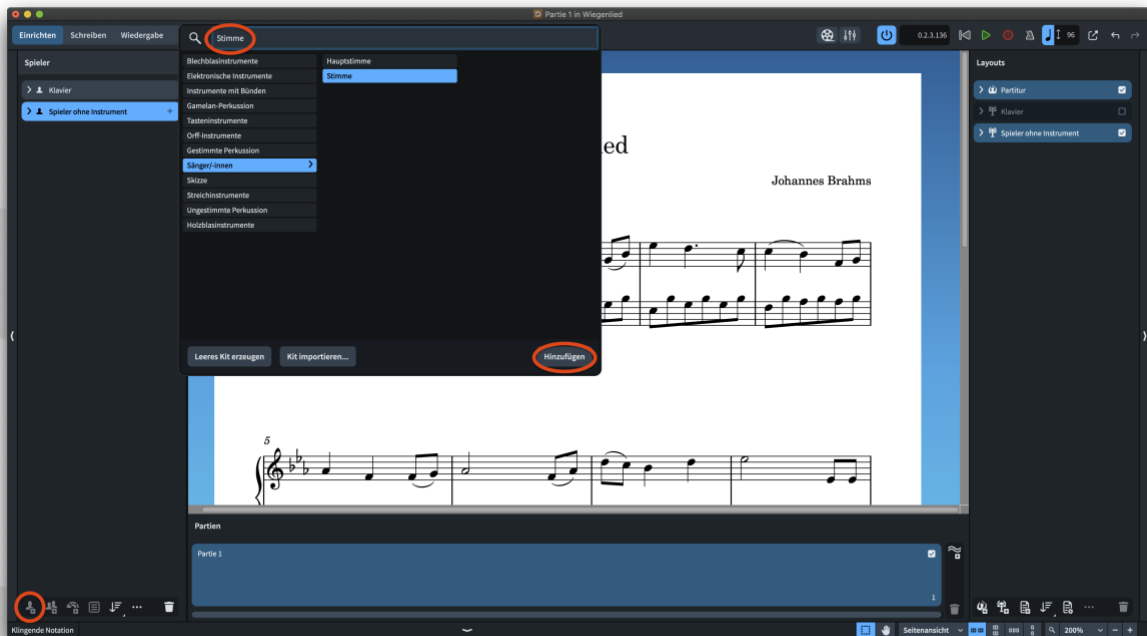 Partie 1 in Wiegenlied
Einrichten Schreiben Wiedergabe
Stimme
0.2.3.136
96
Spieler
Klavier
Spieler ohne Instrument
Blechblasinstrumente
Elektronische Instrumente
Instrumente mit Bünden
Gamelan-Perkussion
Tasteninstrumente
Orff-Instrumente
Gestimmte Perkussion
Sänger/-innen
Skizze
Streichinstrumente
Ungestimmte Perkussion
Holzblasinstrumente
Hauptstimme
Stimme
Leeres Kit erzeugen Kit importieren... Hinzufügen
ied
Johannes Brahms
5
Layouts
Partitur
Klavier
Spieler ohne Instrument
Partien
Partie 1
1
Klingende Notation
Seitenansicht
200%